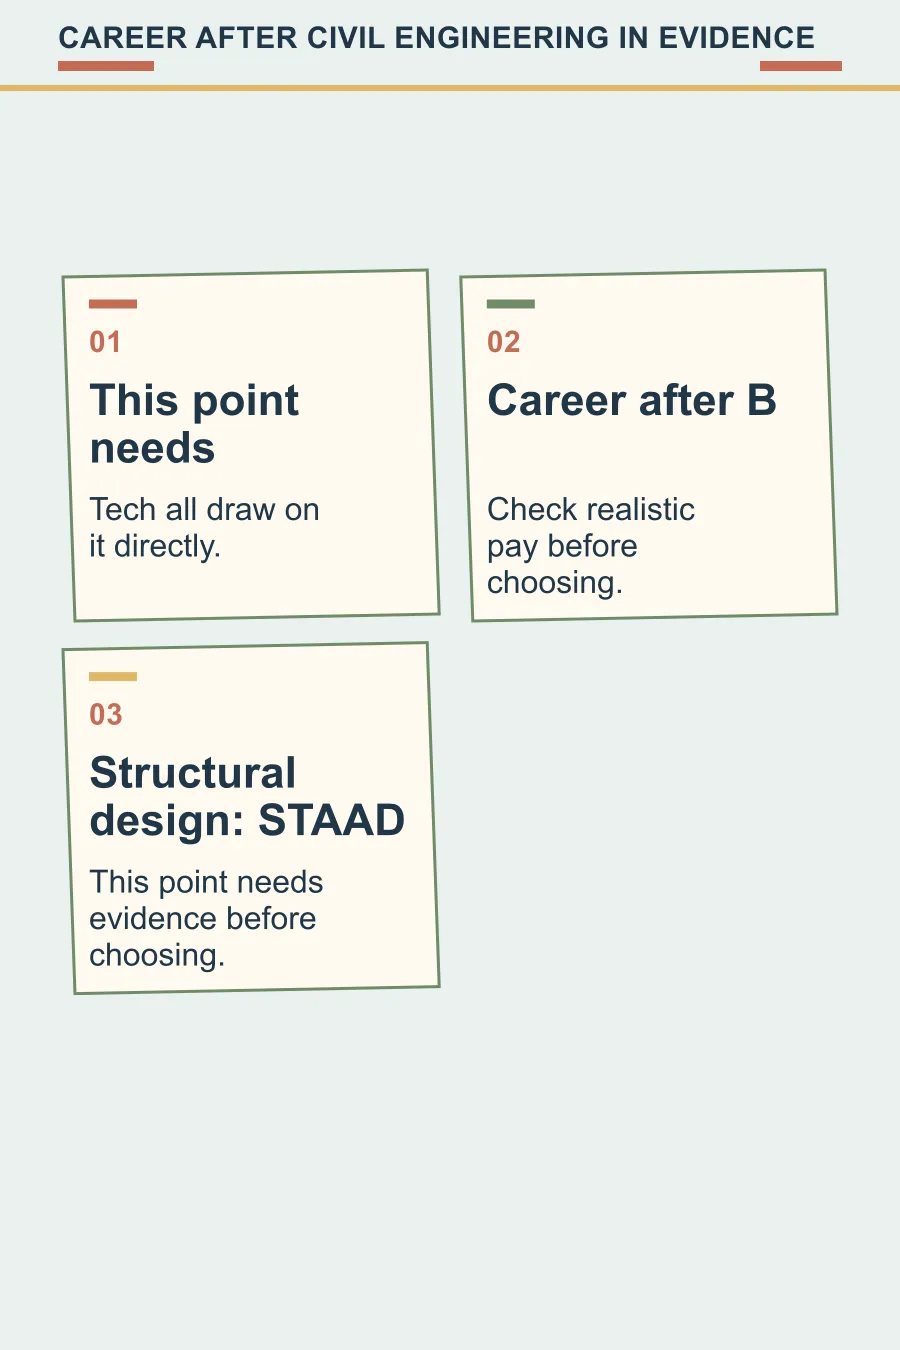 CAREER AFTER CIVIL ENGINEERING IN EVIDENCE
01
This point
needs
Tech all draw on
it directly.
02
Career after B
Check realistic
pay before
choosing.
03
Structural
design: STAAD
This point needs
evidence before
choosing.